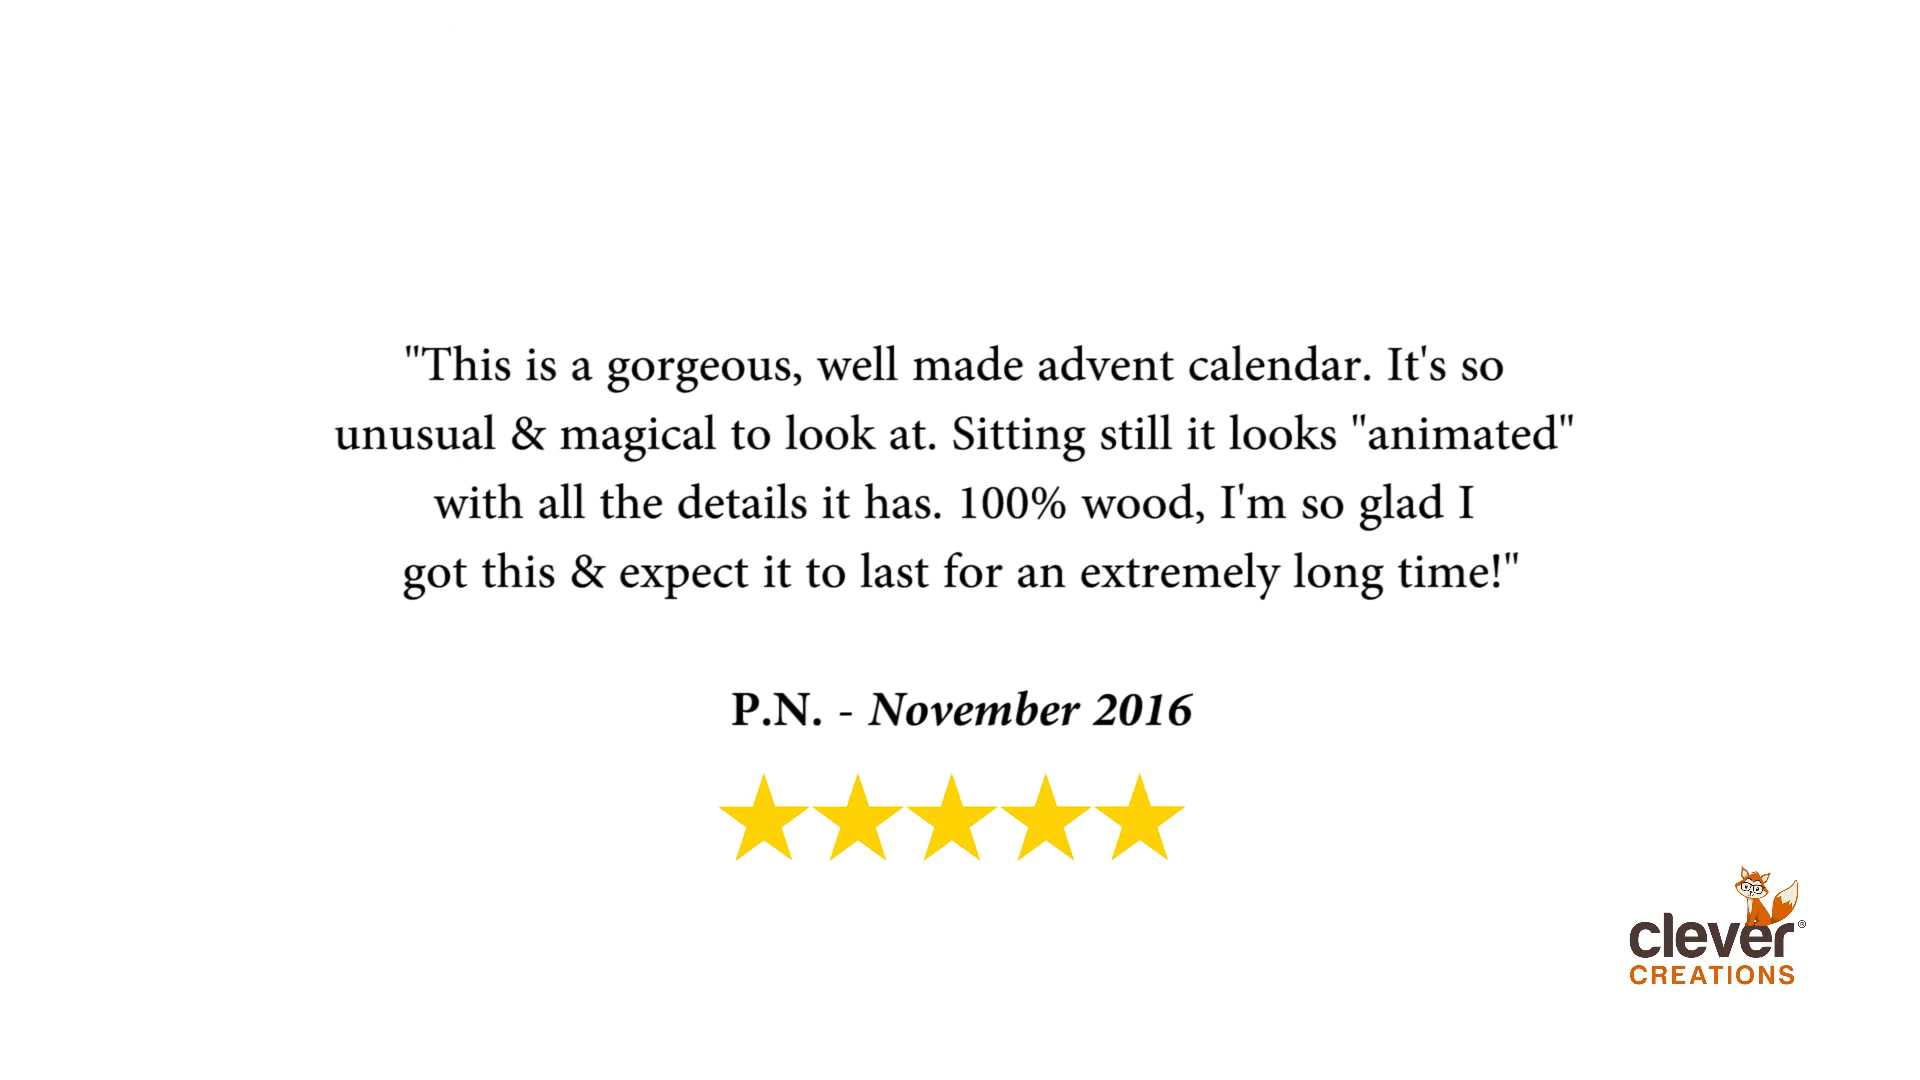 "This is a gorgeous, well made advent calendar. It's so
unusual & magical to look at. Sitting still it looks "animated"
with all the details it has. 100% wood, I'm so glad I
got this & expect it to last for an extremely long time!"
P.N. - November 2016
clever®
CREATIONS